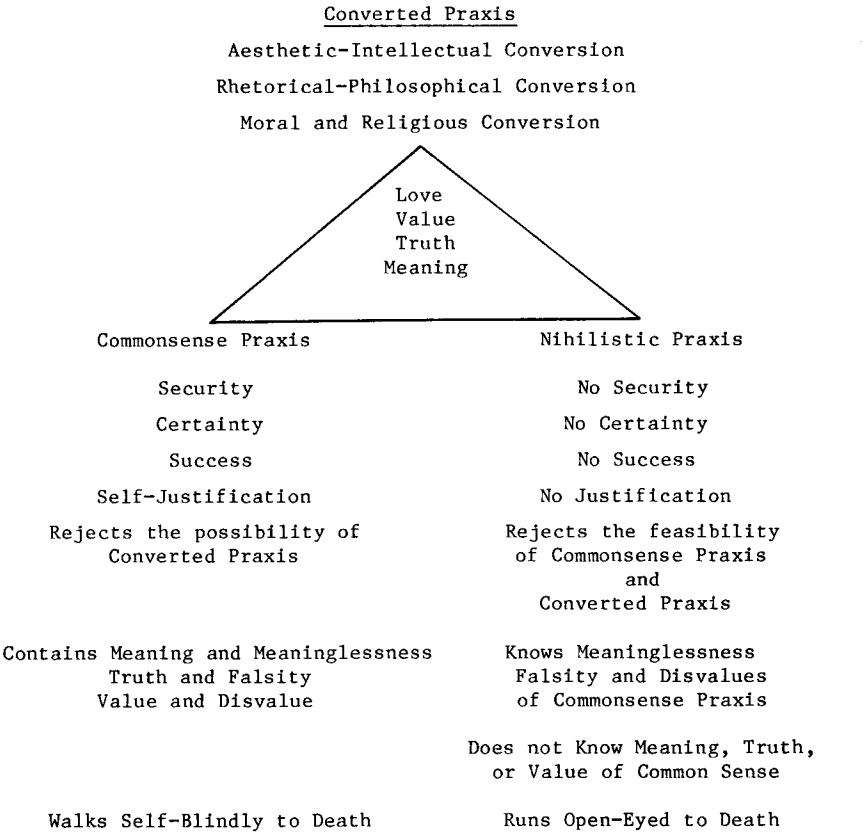 Converted Praxis
Aesthetic-Intellectual Conversion
Rhetorical-Philosophical Conversion
Moral and Religious Conversion
Love
Value
Truth
Meaning
Commonsense Praxis
Security
Certainty
Success
Self-Justification
Rejects the possibility of
Converted Praxis
Contains Meaning and Meaninglessness
Truth and Falsity
Value and Disvalue
Walks Self-Blindly to Death
Nihilistic Praxis
No Security
No Certainty
No Success
No Justification
Rejects the feasibility
of Commonsense Praxis
and
Converted Praxis
Knows Meaninglessness
Falsity and Disvalues
of Commonsense Praxis
Does not Know Meaning, Truth,
or Value of Common Sense
Runs Open-Eyed to Death